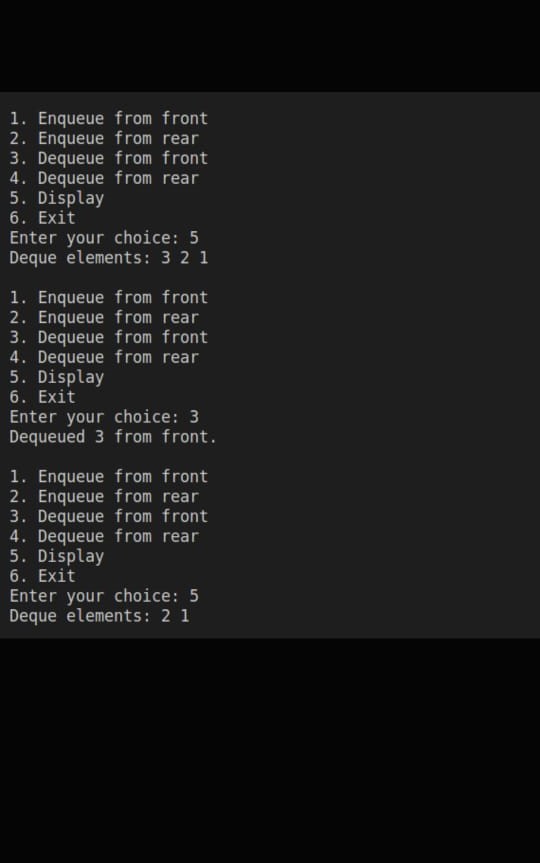 1. Enqueue from front
2. Enqueue from rear
3. Dequeue from front
4. Dequeue from rear
5. Display
6. Exit
Enter your choice: 5
Deque elements: 3 2 1
1. Enqueue from front
2. Enqueue from rear
3. Dequeue from front
4. Dequeue from rear
5. Display
6. Exit
Enter your choice: 3
Dequeued 3 from front.
1. Enqueue from front
2. Enqueue from rear
3. Dequeue from front
4. Dequeue from rear
5. Display
6. Exit
Enter your choice: 5
Deque elements: 2 1